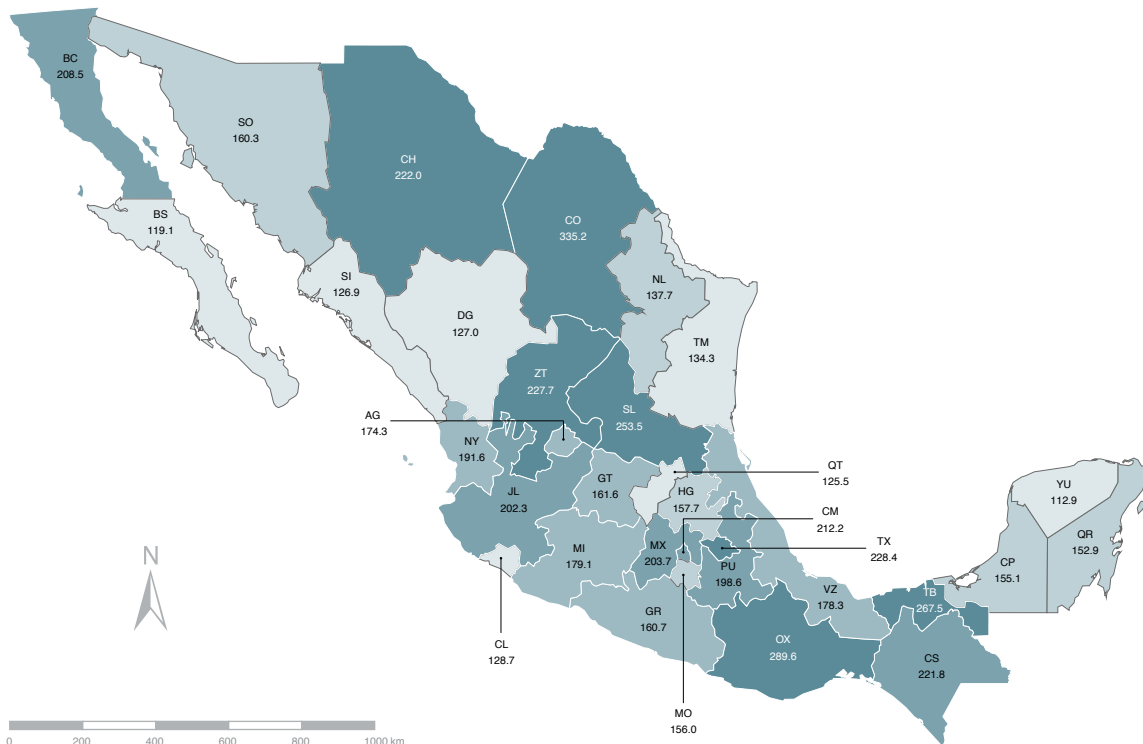 BC
208.5
SO
160.3
CH
222.0
CO
335.2
BS
119.1
SI
126.9
NL
137.7
DG
127.0
TM
134.3
ZT
227.7
AG
174.3
SL
253.5
NY
191.6
QT
125.5
GT
161.6
HG
157.7
YU
112.9
JL
202.3
CM
212.2
TX
228.4
QR
152.9
MX
203.7
MI
179.1
PU
198.6
CP
155.1
N
VZ
178.3
TB
267.5
GR
160.7
CL
128.7
OX
289.6
CS
221.8
MO
156.0
0 200 400 600 800 1000 km